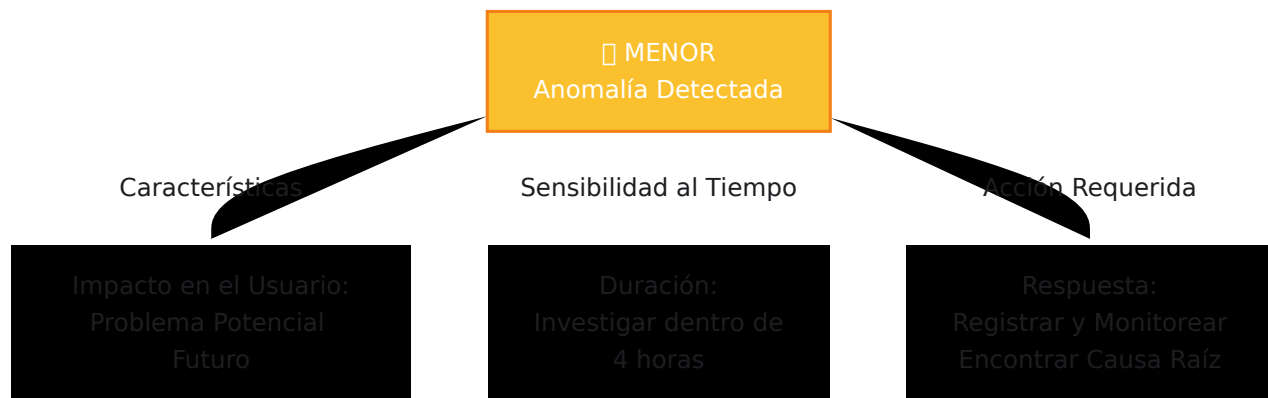 MENOR
Anomalía Detectada
Características
Sensibilidad al Tiempo
Acción Requerida
Impacto en el Usuario:
Problema Potencial
Futuro
Duración:
Investigar dentro de
4 horas
Respuesta:
Registrar y Monitorear
Encontrar Causa Raíz